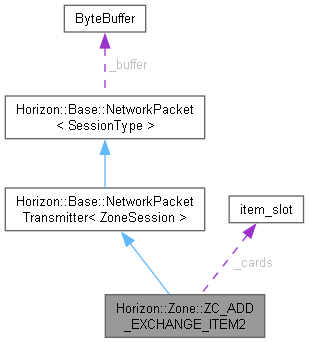 ByteBuffer
_buffer
Horizon::Base::NetworkPacket
< SessionType >
Horizon::Base::NetworkPacket
Transmitter< ZoneSession >
item_slot
_cards
Horizon::Zone::ZC_ADD
_EXCHANGE_ITEM2